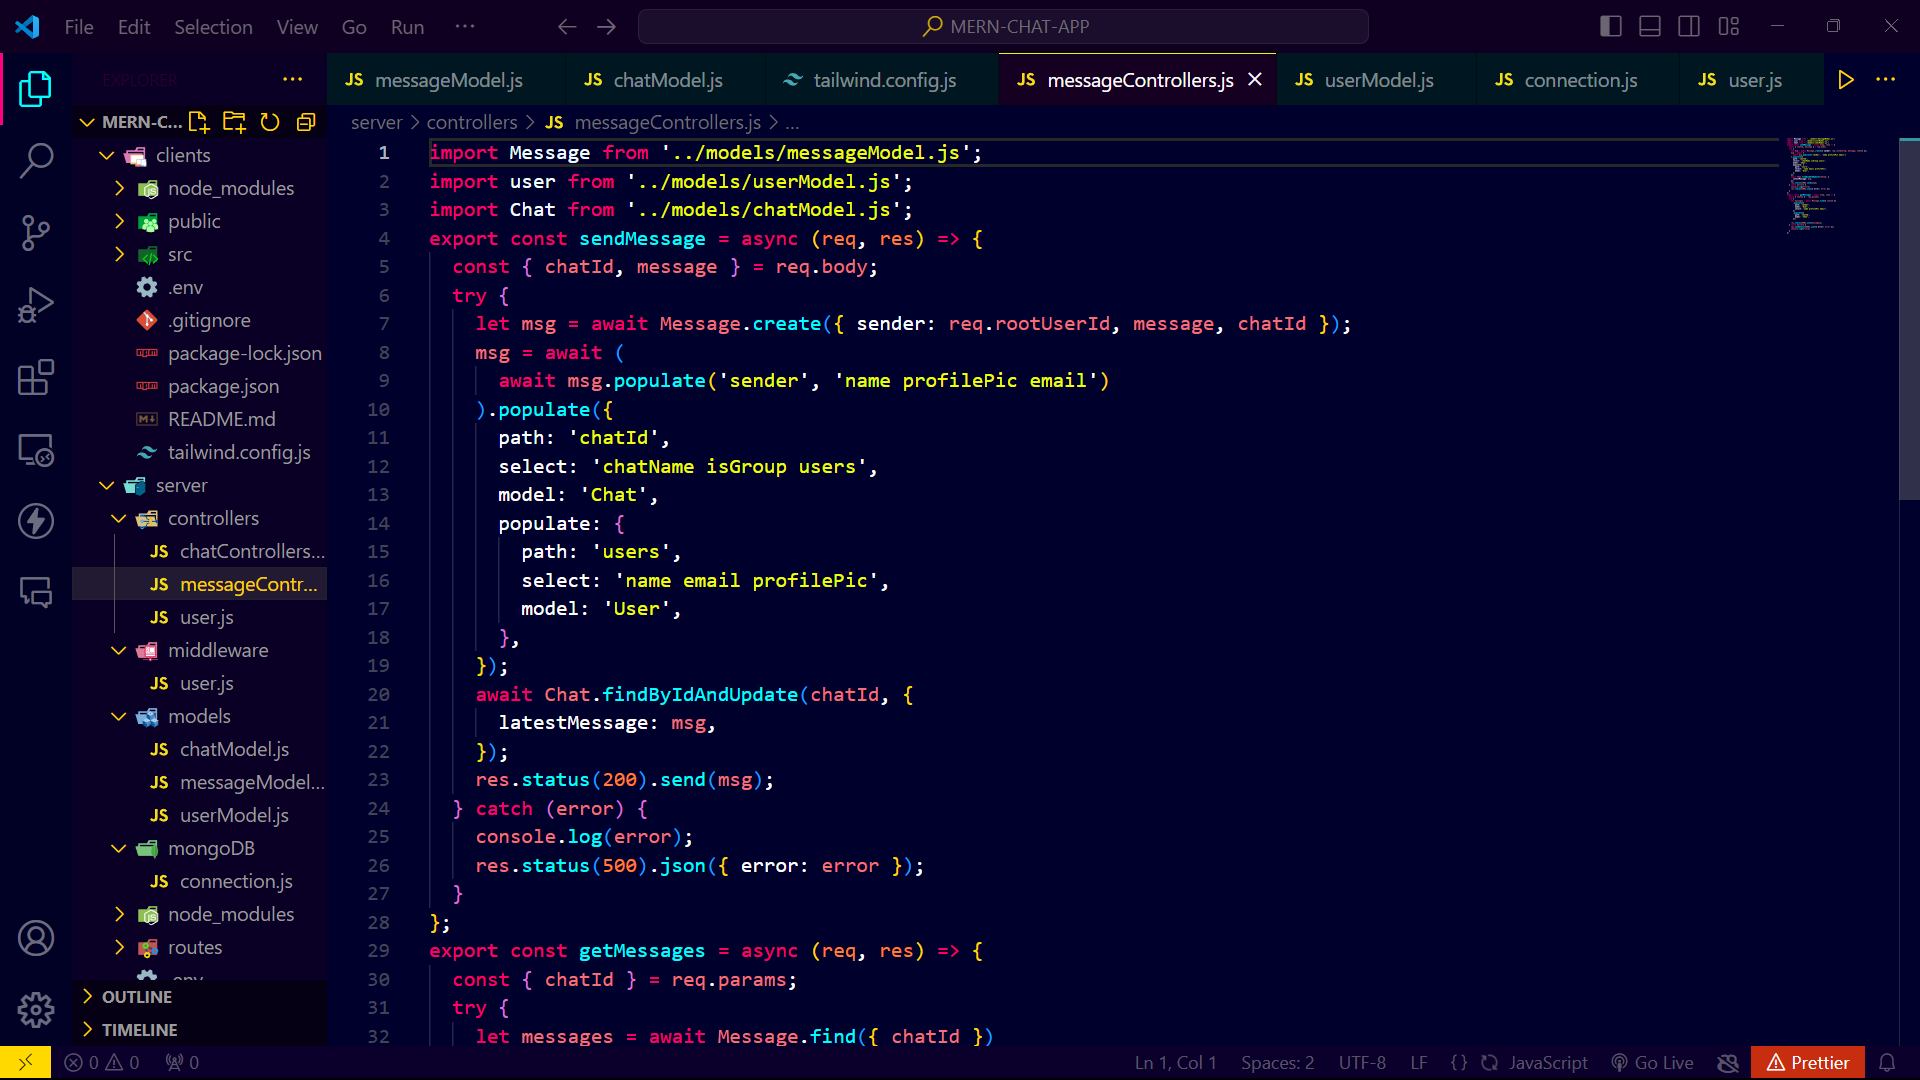 File Edit Selection View Go Run ··· ← → MERN-CHAT-APP
EXPLORER ···
JS messageModel.js JS chatModel.js tailwind.config.js JS messageControllers.js × JS userModel.js JS connection.js JS user.js ···
MERN-C...
server > controllers > JS messageControllers.js > ...
clients
node_modules
public
src
.env
.gitignore
package-lock.json
package.json
README.md
tailwind.config.js
server
controllers
JS chatControllers...
JS messageContr...
JS user.js
middleware
JS user.js
models
JS chatModel.js
JS messageModel...
JS userModel.js
mongoDB
JS connection.js
node_modules
routes
.env
OUTLINE
TIMELINE
1 import Message from '../models/messageModel.js';
2 import user from '../models/userModel.js';
3 import Chat from '../models/chatModel.js';
4 export const sendMessage = async (req, res) => {
5 const { chatId, message } = req.body;
6 try {
7 let msg = await Message.create({ sender: req.rootUserId, message, chatId });
8 msg = await (
9 await msg.populate('sender', 'name profilePic email')
10 ).populate({
11 path: 'chatId',
12 select: 'chatName isGroup users',
13 model: 'Chat',
14 populate: {
15 path: 'users',
16 select: 'name email profilePic',
17 model: 'User',
18 },
19 });
20 await Chat.findByIdAndUpdate(chatId, {
21 latestMessage: msg,
22 });
23 res.status(200).send(msg);
24 } catch (error) {
25 console.log(error);
26 res.status(500).json({ error: error });
27 }
28 };
29 export const getMessages = async (req, res) => {
30 const { chatId } = req.params;
31 try {
32 let messages = await Message.find({ chatId })
0 0 0 Ln 1, Col 1 Spaces: 2 UTF-8 LF {} JavaScript Go Live Prettier